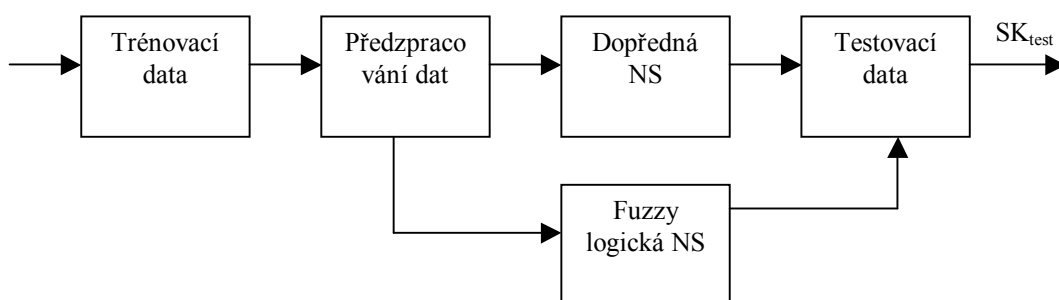 Trénovací
data
Předzpraco
vání dat
Dopředná
NS
Testovací
data
SKtest
Fuzzy
logická NS